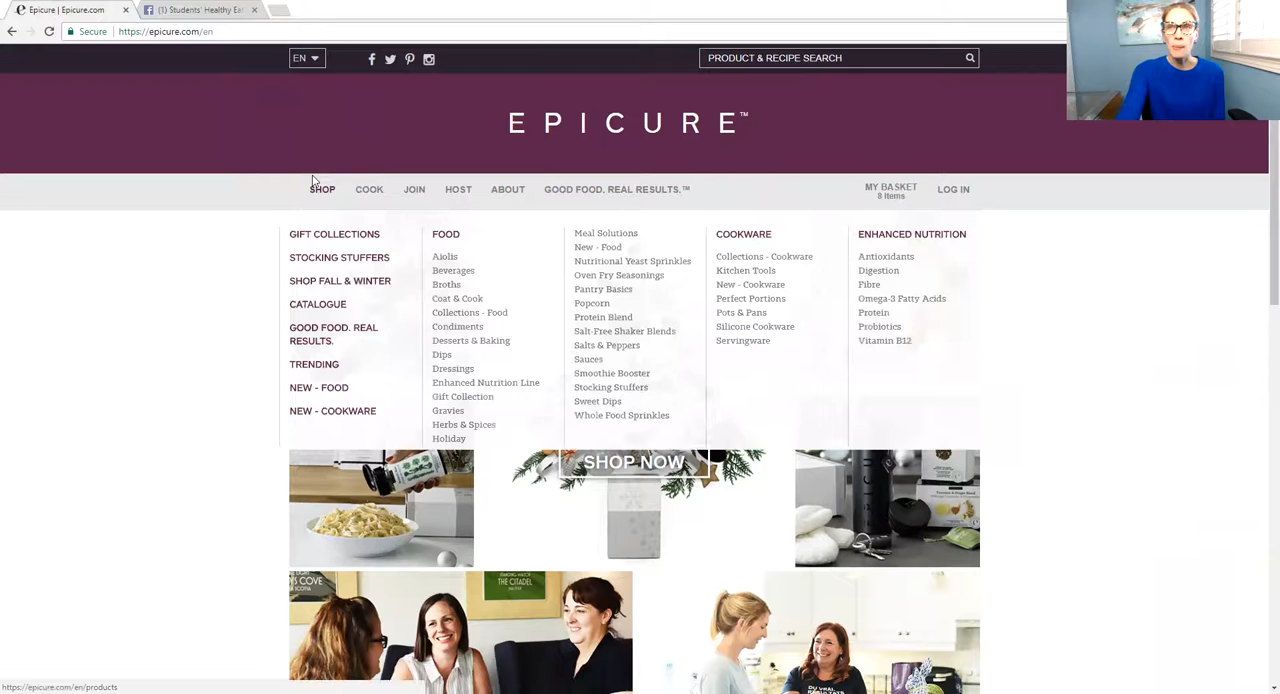 Epicure | Epicure.com
(1) Students' Healthy Eat
Secure
https://epicure.com/en
EN
PRODUCT & RECIPE SEARCH
EPICURE™
SHOP
COOK
JOIN
HOST
ABOUT
GOOD FOOD. REAL RESULTS.™
MY BASKET
8 Items
LOG IN
GIFT COLLECTIONS
STOCKING STUFFERS
SHOP FALL & WINTER
CATALOGUE
GOOD FOOD. REAL
RESULTS.
TRENDING
NEW - FOOD
NEW - COOKWARE
FOOD
Aiolis
Beverages
Broths
Coat & Cook
Collections - Food
Condiments
Desserts & Baking
Dips
Dressings
Enhanced Nutrition Line
Gift Collection
Gravies
Herbs & Spices
Holiday
Meal Solutions
New - Food
Nutritional Yeast Sprinkles
Oven Fry Seasonings
Pantry Basics
Popcorn
Protein Blend
Salt-Free Shaker Blends
Salts & Peppers
Sauces
Smoothie Booster
Stocking Stuffers
Sweet Dips
Whole Food Sprinkles
COOKWARE
Collections - Cookware
Kitchen Tools
New - Cookware
Perfect Portions
Pots & Pans
Silicone Cookware
Servingware
ENHANCED NUTRITION
Antioxidants
Digestion
Fibre
Omega-3 Fatty Acids
Protein
Probiotics
Vitamin B12
SHOP NOW
THE CITADEL
https://epicure.com/en/products